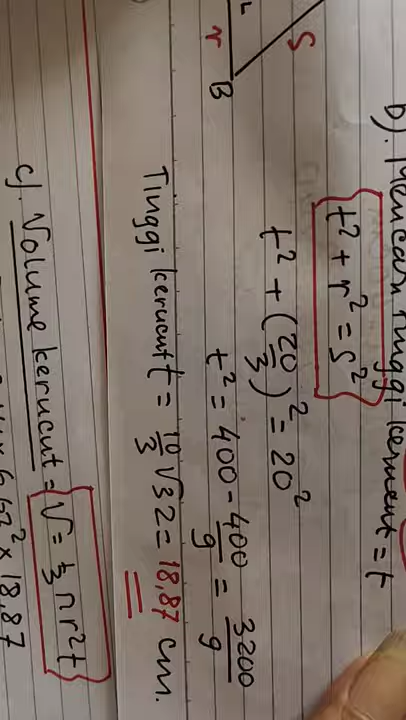 r
S
B
b). Mencari tinggi kerucut = t
t² + r² = s²
t² + (20/3)² = 20²
t² = 400 - 400/9 = 3200/9
Tinggi kerucut t = 10/3 √32 = 18,87 cm.
c). Volume kerucut = V = 1/3 πr²t
² × 18,87